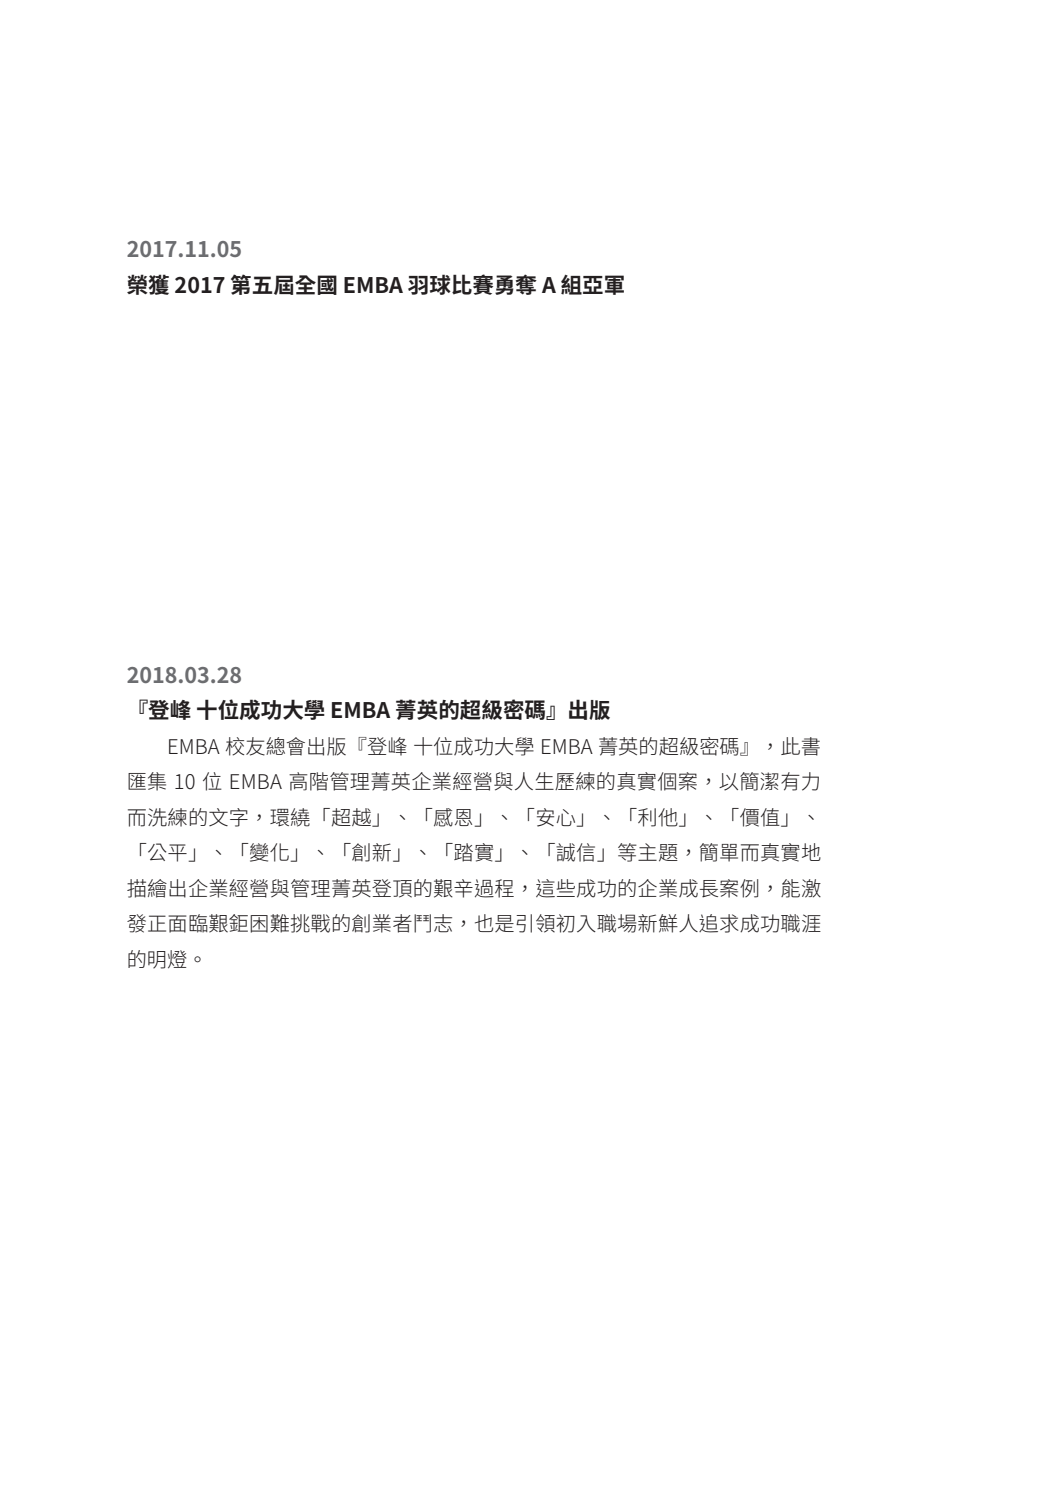 2017.11.05
榮獲 2017 第五屆全國 EMBA 羽球比賽勇奪 A 組亞軍
2018.03.28
『登峰 十位成功大學 EMBA 菁英的超級密碼』出版
EMBA 校友總會出版『登峰 十位成功大學 EMBA 菁英的超級密碼』，此書
匯集 10 位 EMBA 高階管理菁英企業經營與人生歷練的真實個案，以簡潔有力
而洗練的文字，環繞「超越」、「感恩」、「安心」、「利他」、「價值」、
「公平」、「變化」、「創新」、「踏實」、「誠信」等主題，簡單而真實地
描繪出企業經營與管理菁英登頂的艱辛過程，這些成功的企業成長案例，能激
發正面臨艱鉅困難挑戰的創業者鬥志，也是引領初入職場新鮮人追求成功職涯
的明燈。